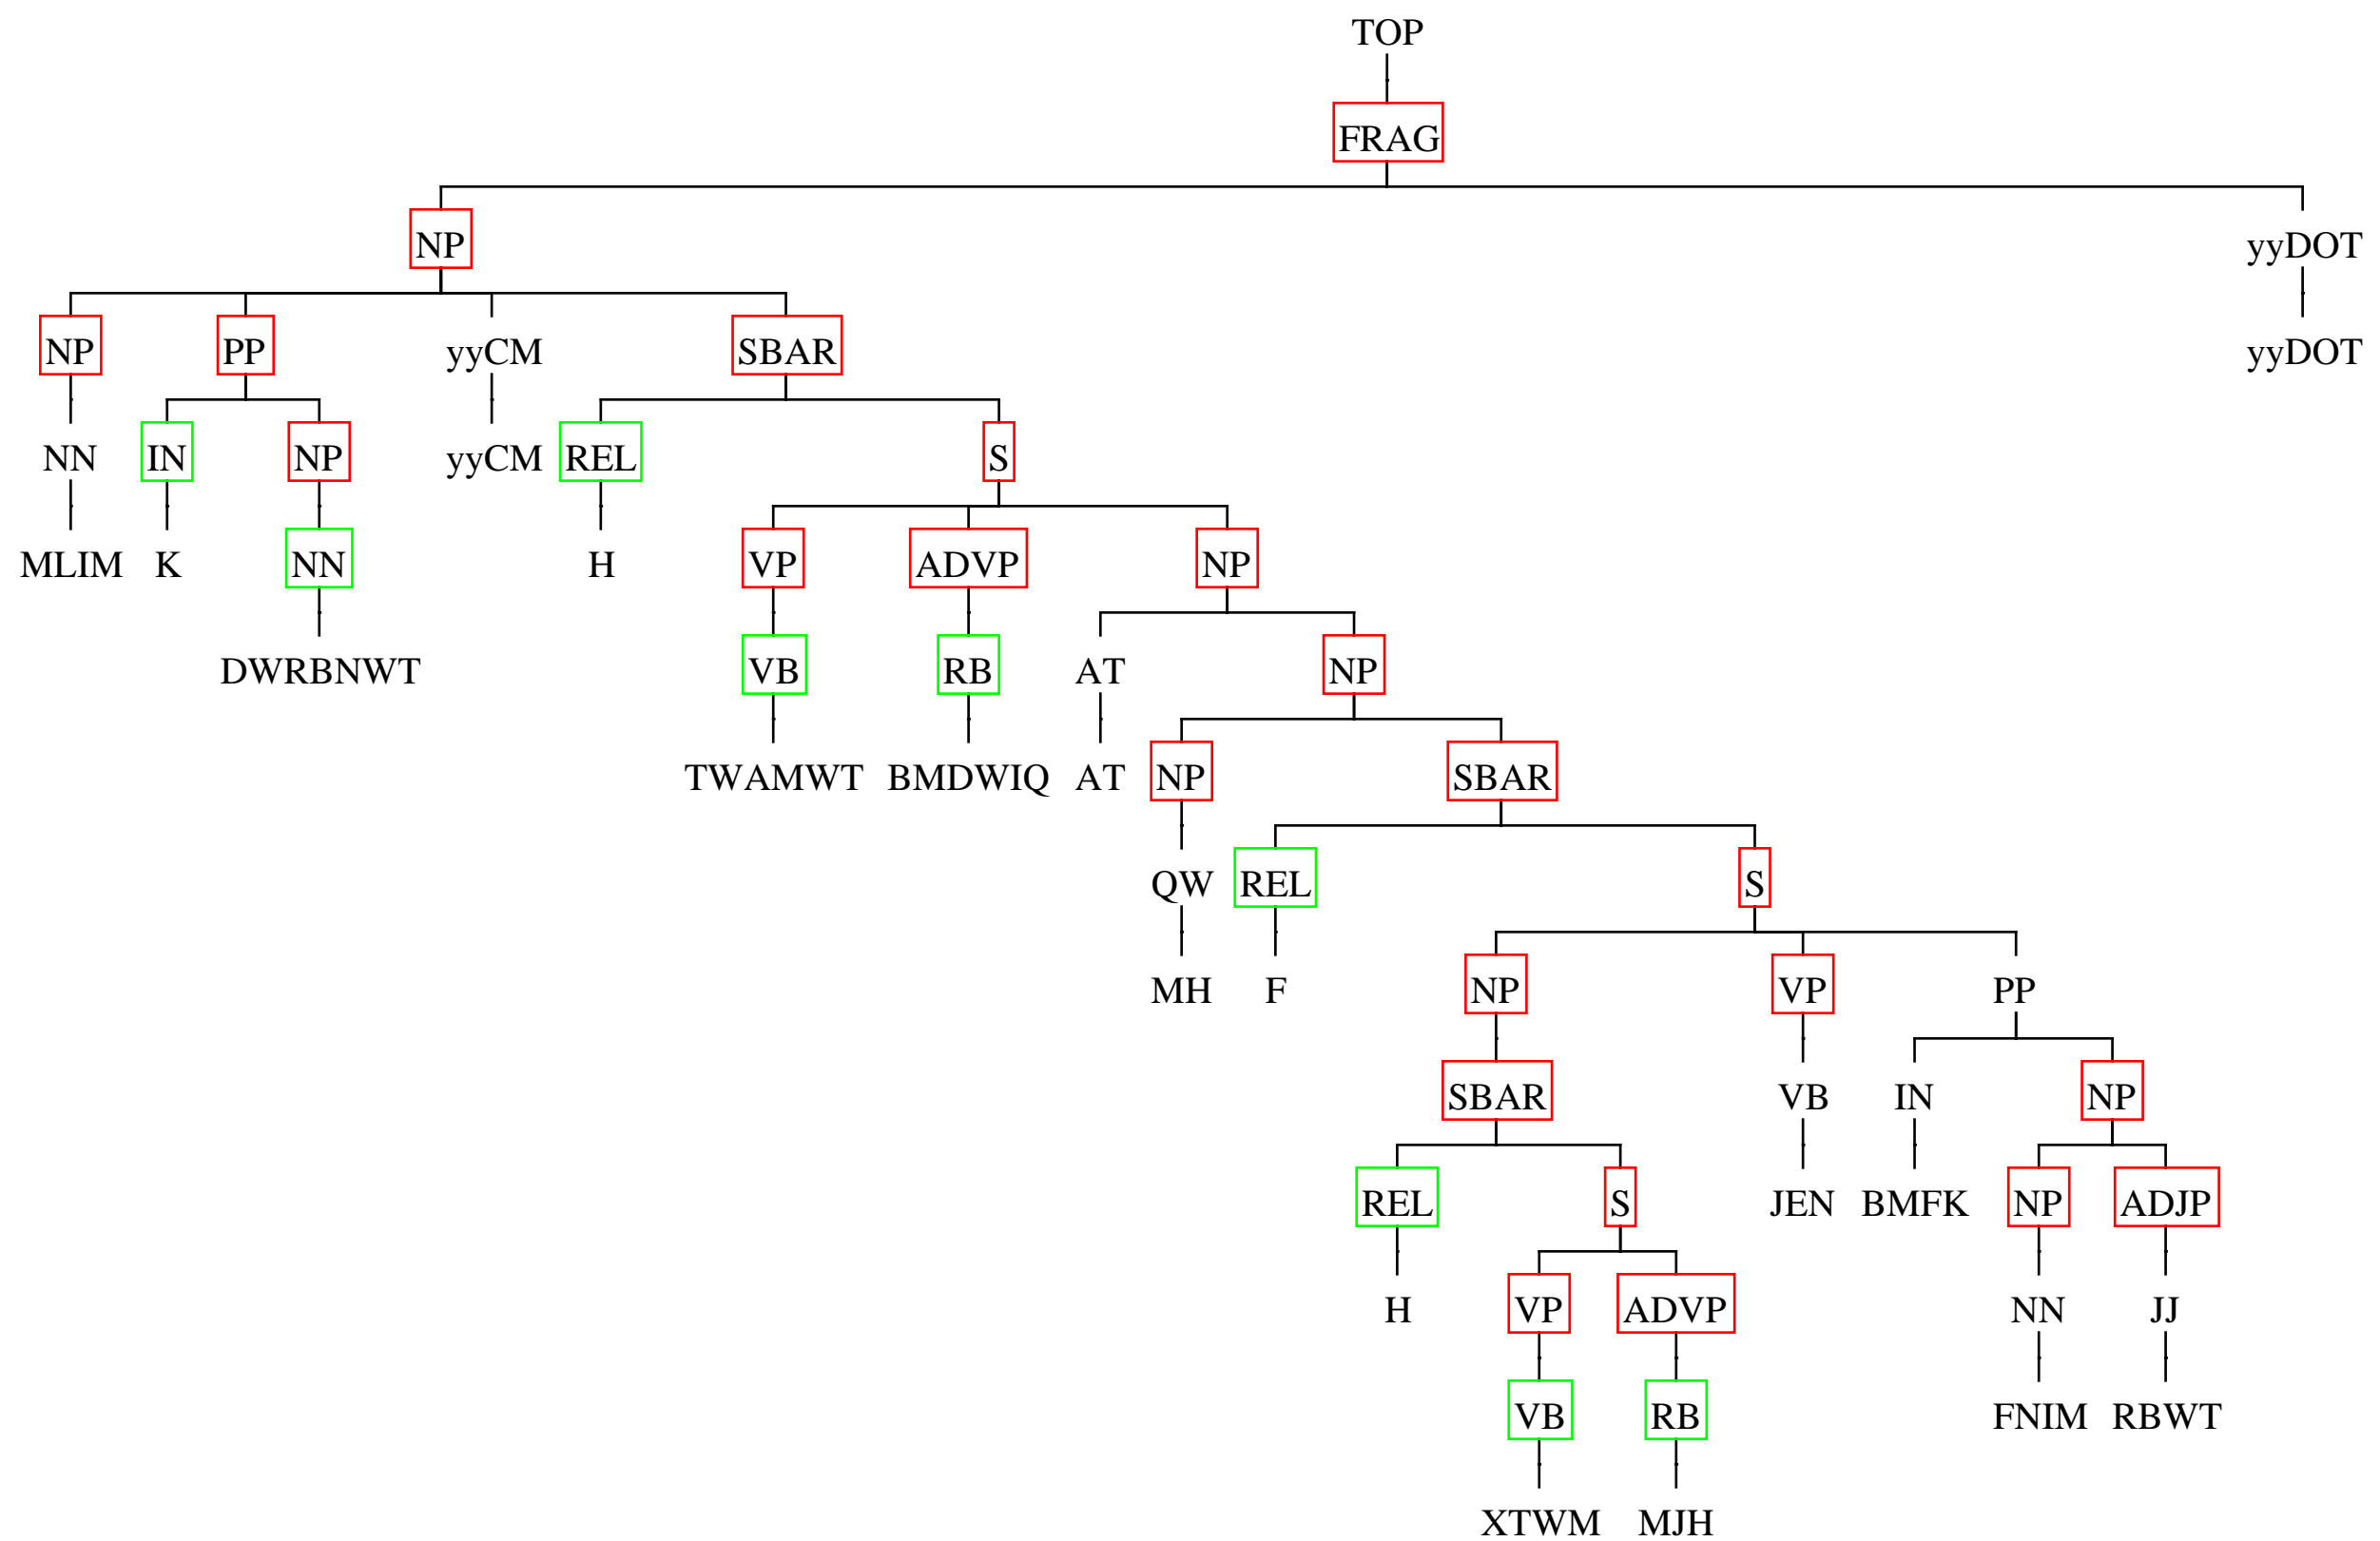 TOP
FRAG
NP yyDOT
NP PP yyCM SBAR yyDOT
NN IN NP yyCM REL S
MLIM K NN H VP ADVP NP
DWRBNWT VB RB AT NP
TWAMWT BMDWIQ AT NP SBAR
QW REL S
MH F NP VP PP
SBAR VB IN NP
REL S JEN BMFK NP ADJP
H VP ADVP NN JJ
VB RB FNIM RBWT
XTWM MJH